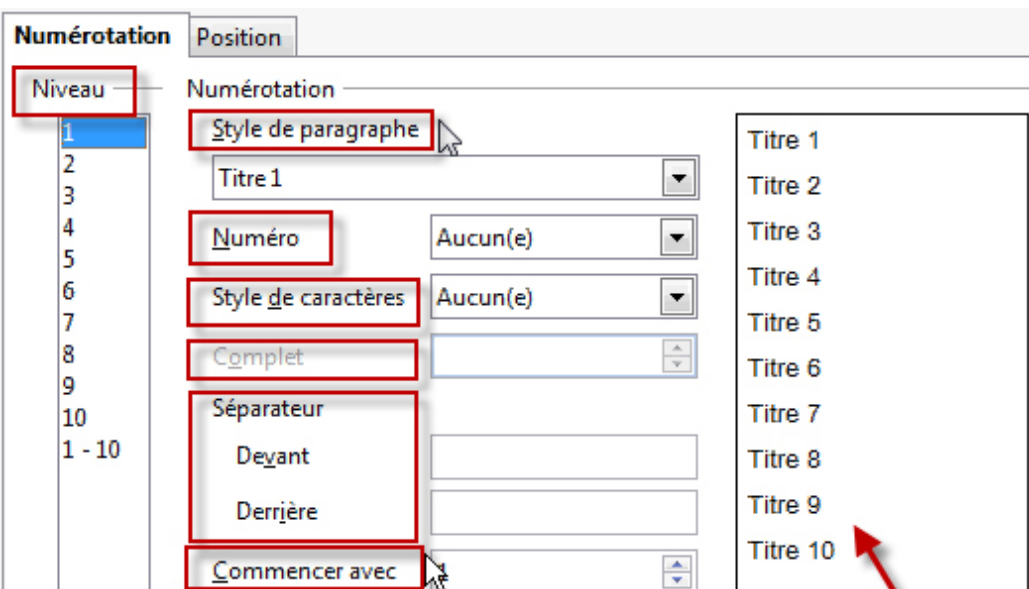 Numérotation Position
Niveau
1
2
3
4
5
6
7
8
9
10
1 - 10
Numérotation
Style de paragraphe
Titre 1
Numéro Aucun(e)
Style de caractères Aucun(e)
Complet
Séparateur
Devant
Derrière
Commencer avec
Titre 1
Titre 2
Titre 3
Titre 4
Titre 5
Titre 6
Titre 7
Titre 8
Titre 9
Titre 10